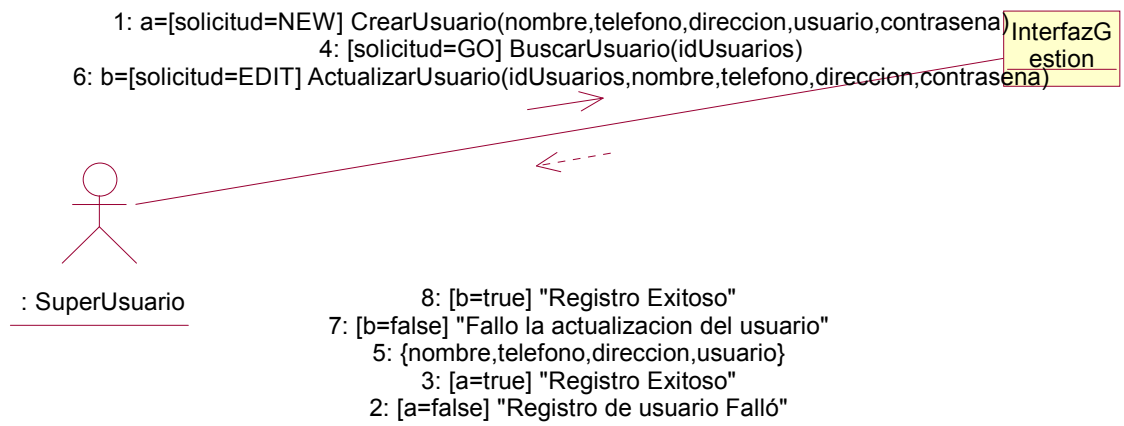 1: a=[solicitud=NEW] CrearUsuario(nombre,telefono,direccion,usuario,contrasena)
4: [solicitud=GO] BuscarUsuario(idUsuarios)
6: b=[solicitud=EDIT] ActualizarUsuario(idUsuarios,nombre,telefono,direccion,contrasena)
InterfazG
estion
: SuperUsuario
8: [b=true] "Registro Exitoso"
7: [b=false] "Fallo la actualizacion del usuario"
5: {nombre,telefono,direccion,usuario}
3: [a=true] "Registro Exitoso"
2: [a=false] "Registro de usuario Falló"